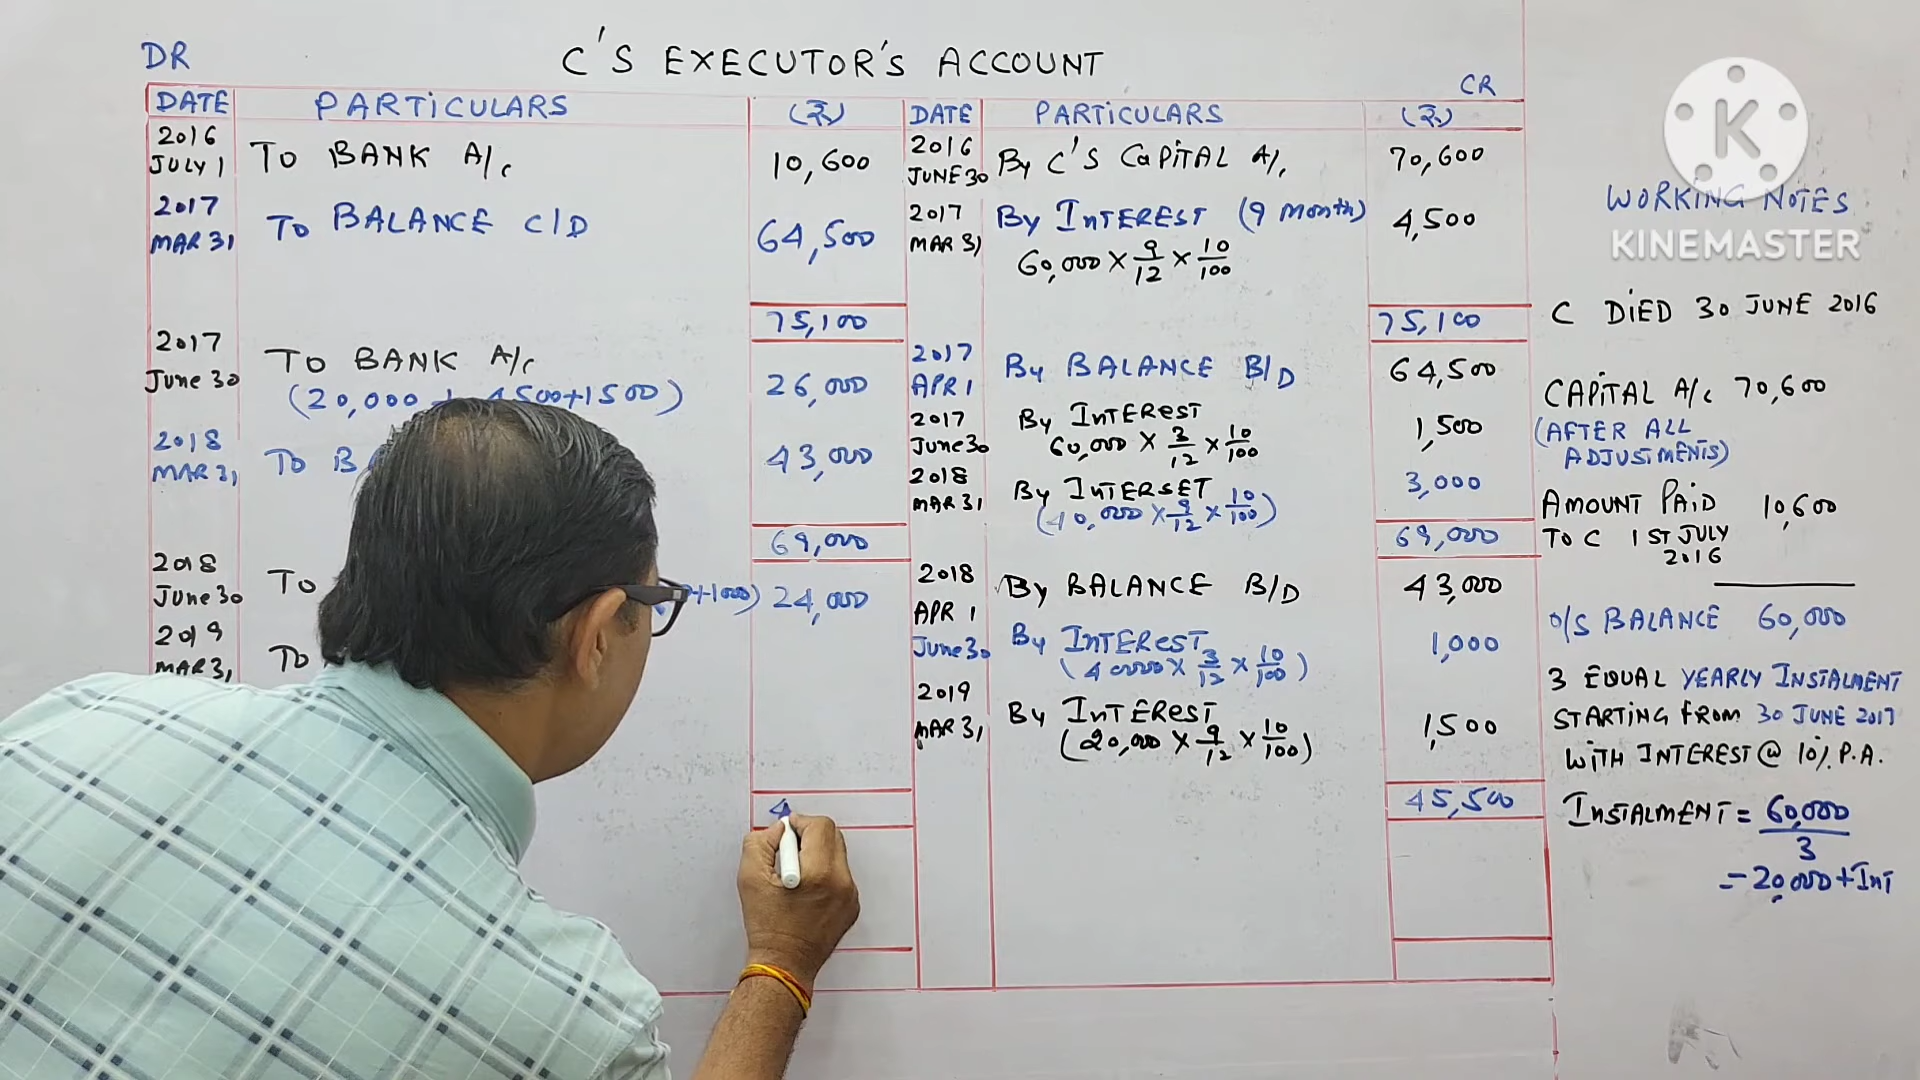 DR
C'S EXECUTOR'S ACCOUNT
CR
DATE PARTICULARS (₹) DATE PARTICULARS (₹)
2016
JULY 1 TO BANK A/c 10,600
2017
MAR 31 TO BALANCE C/D 64,500
75,100
2017
June 30 TO BANK A/c 26,000
(20,000 + 4500+1500)
2018
MAR 31 TO 43,000
69,000
2018
June 30 TO +1000) 24,000
2019
MAR 31 TO
4
2016
JUNE 30 By C'S CaPiTAL A/c 70,600
2017
MAR 31 By InTEREST (9 Month) 4,500
60,000 × 9/12 × 10/100
75,100
2017
APR 1 By BALANCE B/D 64,500
2017
June 30 By InTEREST 1,500
60,000 × 3/12 × 10/100
2018
MAR 31 By InTERSET 3,000
(40,000 × 9/12 × 10/100)
69,000
2018
APR 1 By BALANCE B/D 43,000
June 30 By InTEREST 1,000
(40000 × 3/12 × 10/100)
2019
MAR 31 By InTEREST 1,500
(20,000 × 9/12 × 10/100)
45,500
K
WORKING NOTES
KINEMASTER
C DiED 30 JUNE 2016
CAPiTAL A/c 70,600
(AFTER ALL
ADJUSTMENTS)
AMOUNT PAiD 10,600
TO C 1ST JULY
2016
O/S BALANCE 60,000
3 EQUAL YEARLY INSTALMENT
STARTING FROM 30 JUNE 2017
WiTH INTEREST @ 10% P.A.
INSTALMENT = 60,000/3
= 20,000 + INT